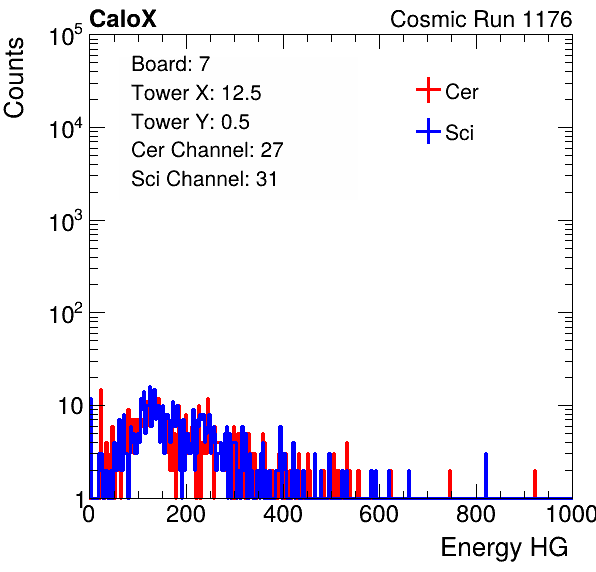 CaloX Cosmic Run 1176
Counts
Board: 7
Tower X: 12.5
Tower Y: 0.5
Cer Channel: 27
Sci Channel: 31
Cer
Sci
10^5
10^4
10^3
10^2
10
1
0 200 400 600 800 1000
Energy HG